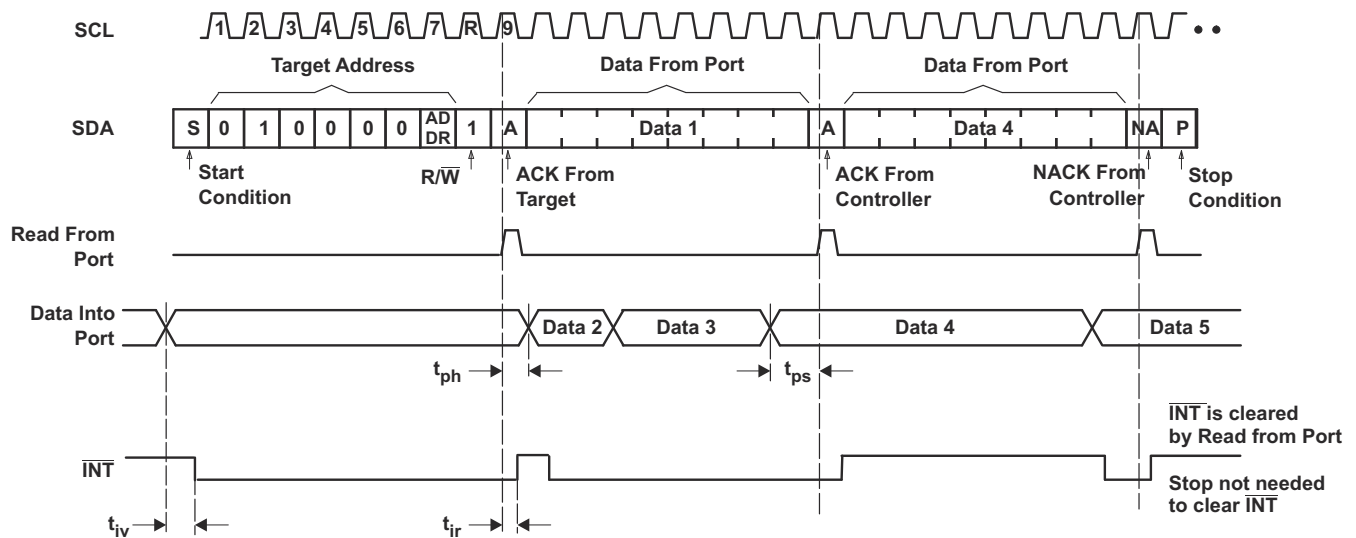 SCL
1 2 3 4 5 6 7 R 9
Target Address
Data From Port
Data From Port
SDA
S 0 1 0 0 0 0 AD DR 1 A Data 1 A Data 4 NA P
Start
Condition
R/W
ACK From
Target
ACK From
Controller
NACK From
Controller
Stop
Condition
Read From
Port
Data Into
Port
Data 2
Data 3
Data 4
Data 5
tph
tps
INT is cleared
by Read from Port
INT
Stop not needed
to clear INT
tiv
tir